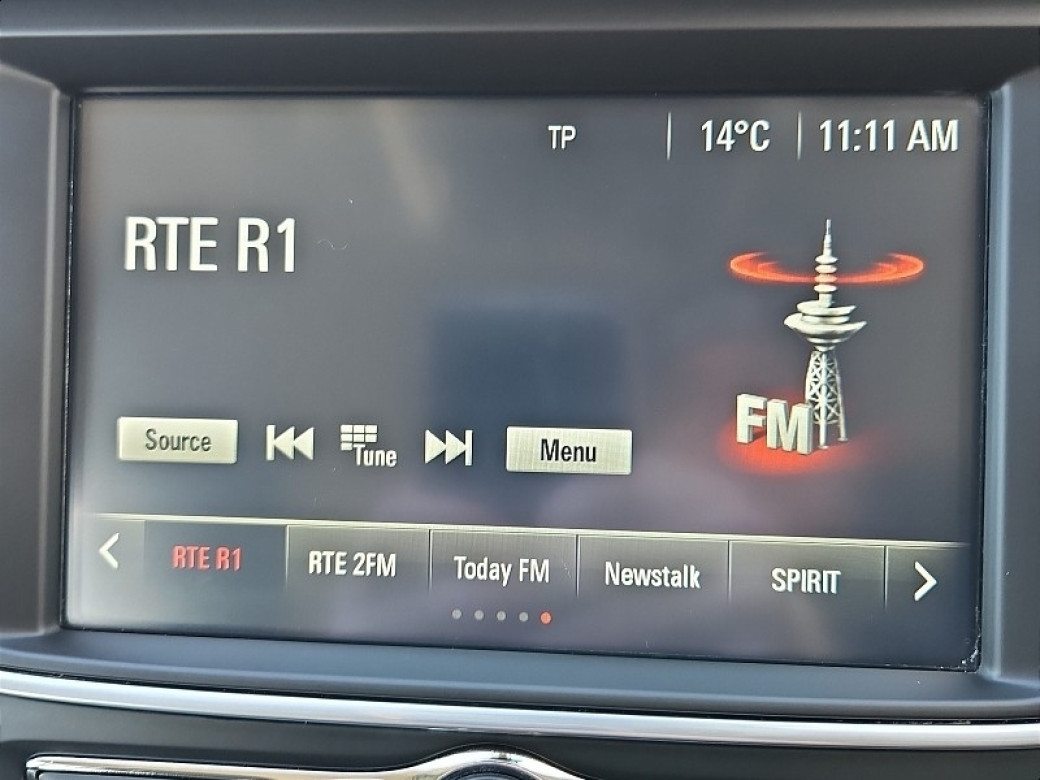 TP 14°C 11:11 AM
RTE R1
FM
Source Tune Menu
RTE R1 RTE 2FM Today FM Newstalk SPIRIT